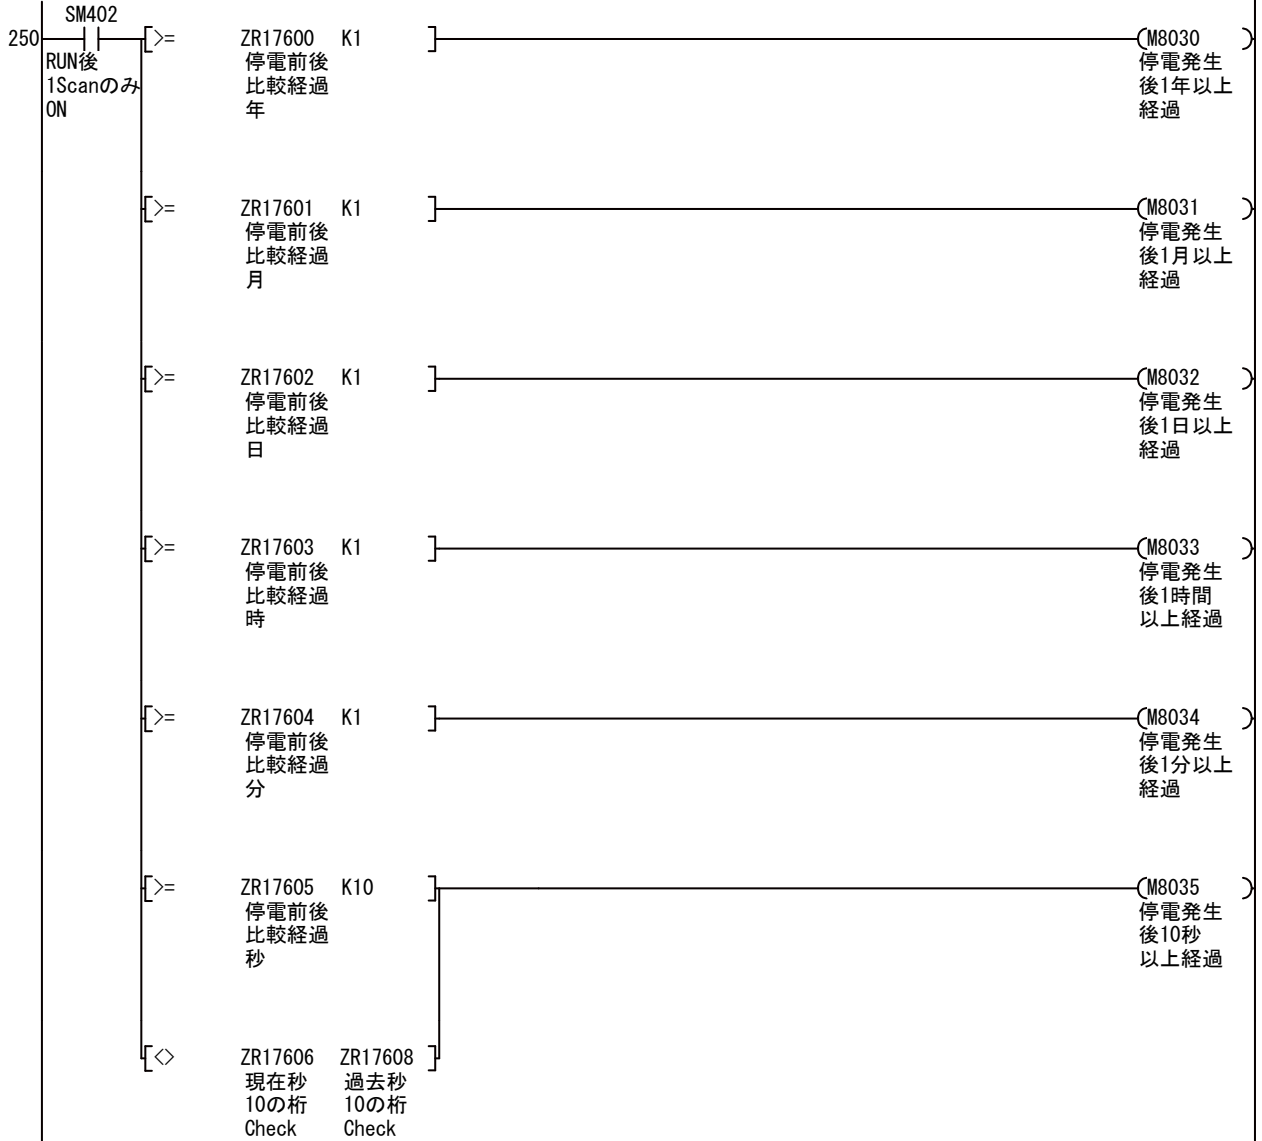 SM402
250
>= ZR17600 K1 M8030
RUN後 停電前後 停電発生
1Scanのみ 比較経過 後1年以上
ON 年 経過
>= ZR17601 K1 M8031
停電前後 停電発生
比較経過 後1月以上
月 経過
>= ZR17602 K1 M8032
停電前後 停電発生
比較経過 後1日以上
日 経過
>= ZR17603 K1 M8033
停電前後 停電発生
比較経過 後1時間
時 以上経過
>= ZR17604 K1 M8034
停電前後 停電発生
比較経過 後1分以上
分 経過
>= ZR17605 K10 M8035
停電前後 停電発生
比較経過 後10秒
秒 以上経過
<> ZR17606 ZR17608
現在秒 過去秒
10の桁 10の桁
Check Check